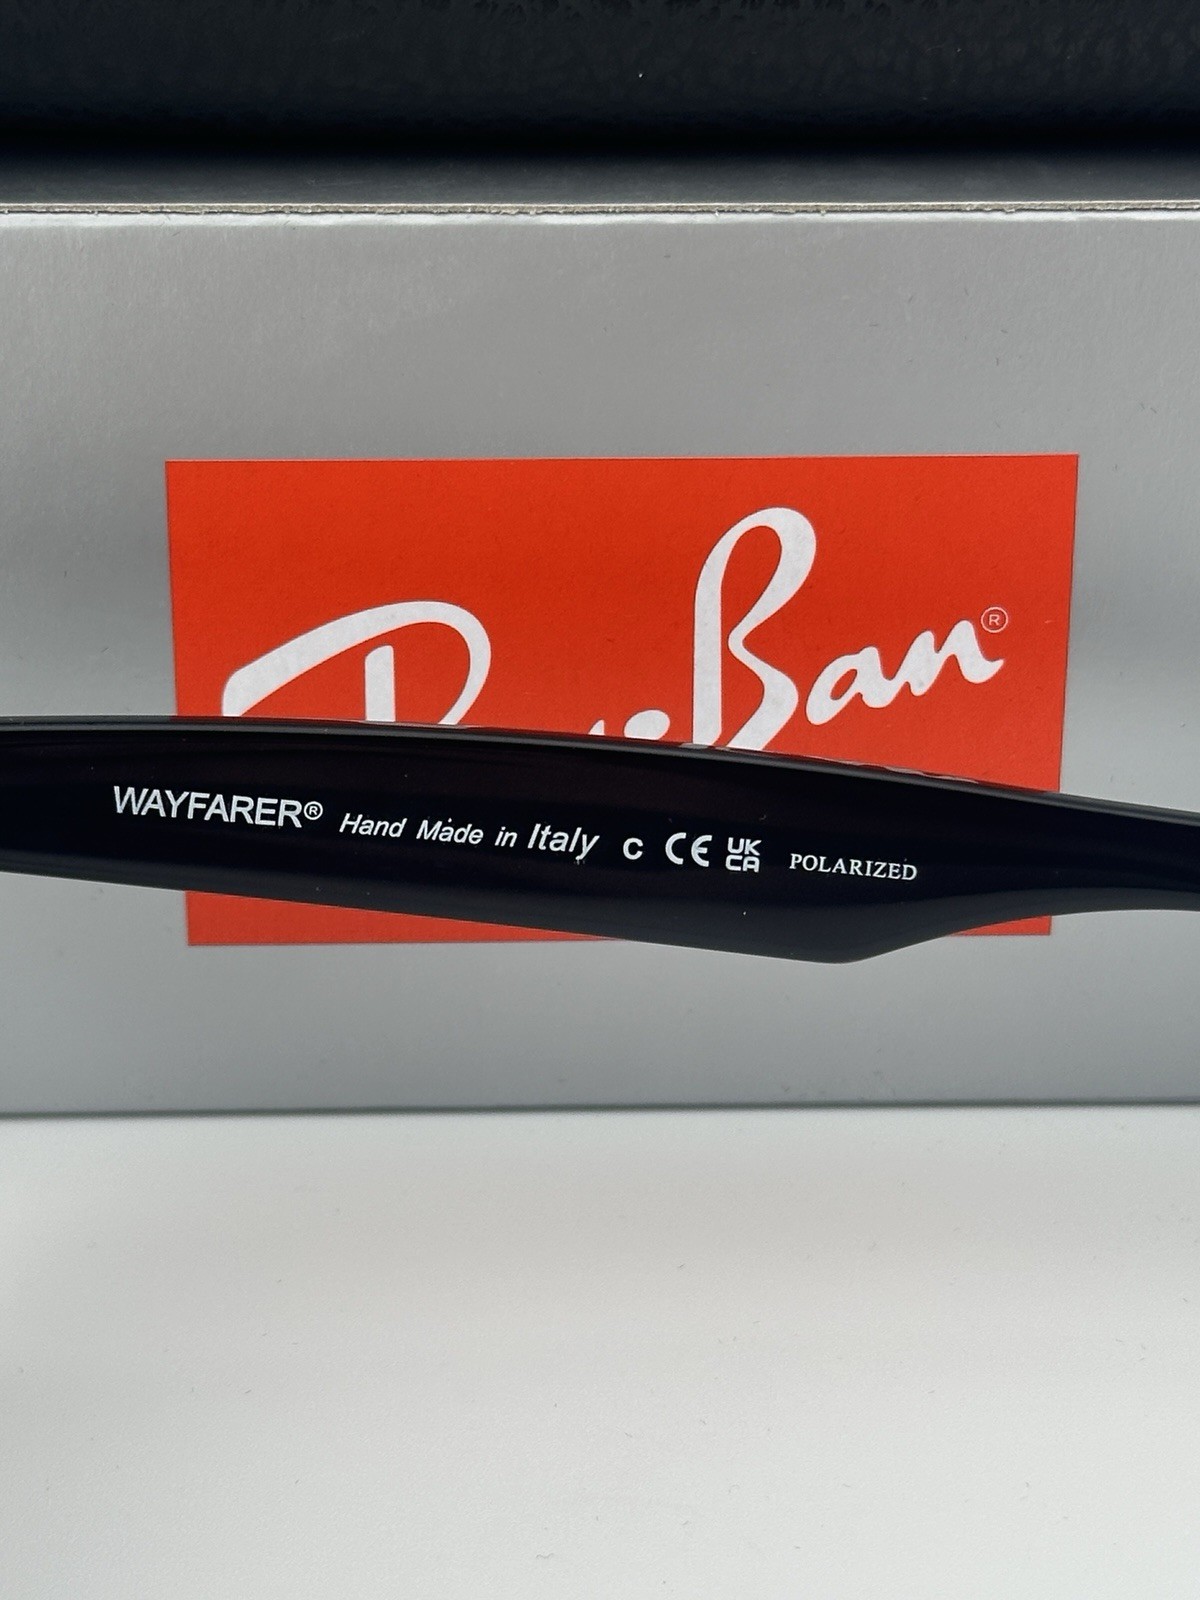 Ban®
WAYFARER® Hand Made in Italy C CE UK CA POLARIZED